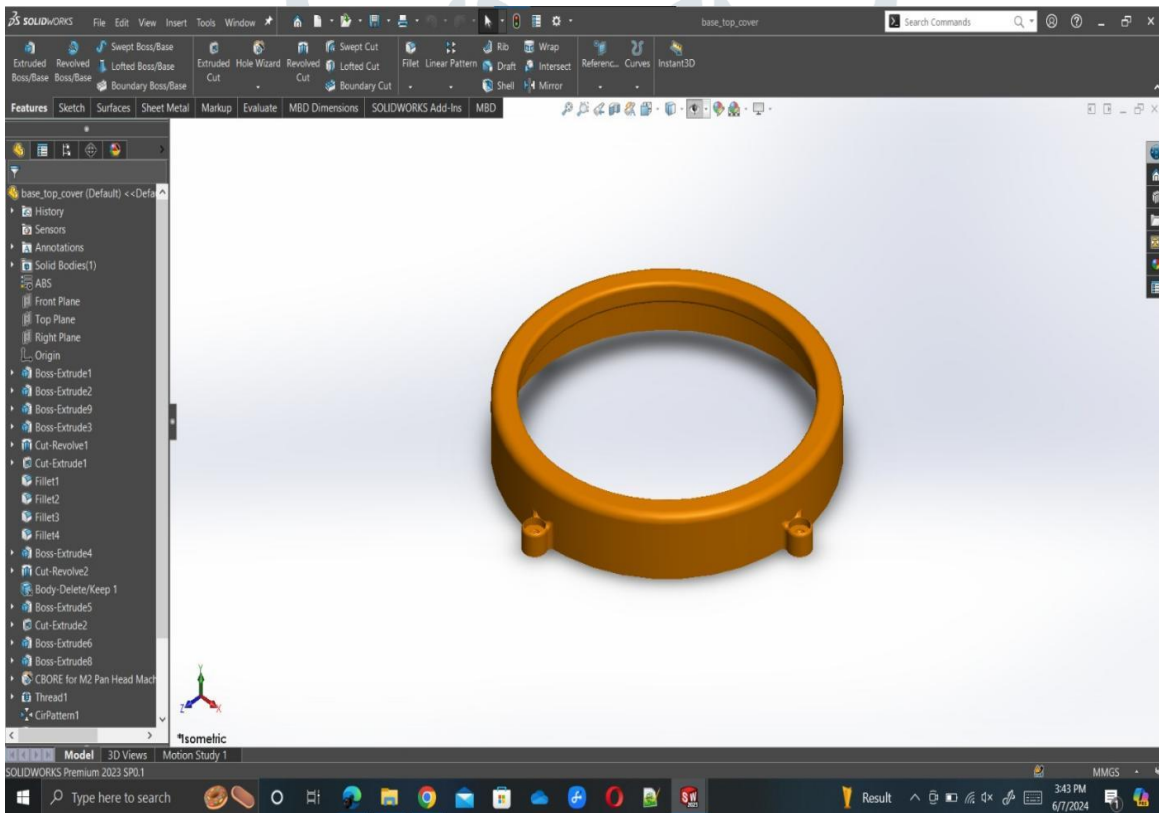 SOLIDWORKS File Edit View Insert Tools Window base_top_cover Search Commands
Extruded Boss/Base Revolved Boss/Base Swept Boss/Base Lofted Boss/Base Boundary Boss/Base Extruded Cut Hole Wizard Revolved Cut Swept Cut Lofted Cut Boundary Cut Fillet Linear Pattern Rib Draft Shell Wrap Intersect Mirror Referenc... Curves Instant3D
Features Sketch Surfaces Sheet Metal Markup Evaluate MBD Dimensions SOLIDWORKS Add-Ins MBD
base_top_cover (Default) <<Defa
History
Sensors
Annotations
Solid Bodies(1)
ABS
Front Plane
Top Plane
Right Plane
Origin
Boss-Extrude1
Boss-Extrude2
Boss-Extrude9
Boss-Extrude3
Cut-Revolve1
Cut-Extrude1
Fillet1
Fillet2
Fillet3
Fillet4
Boss-Extrude4
Cut-Revolve2
Body-Delete/Keep 1
Boss-Extrude5
Cut-Extrude2
Boss-Extrude6
Boss-Extrude8
CBORE for M2 Pan Head Mach
Thread1
CirPattern1
Y
Z X
*Isometric
Model 3D Views Motion Study 1
SOLIDWORKS Premium 2023 SP0.1 MMGS
Type here to search Result 3:43 PM
6/7/2024